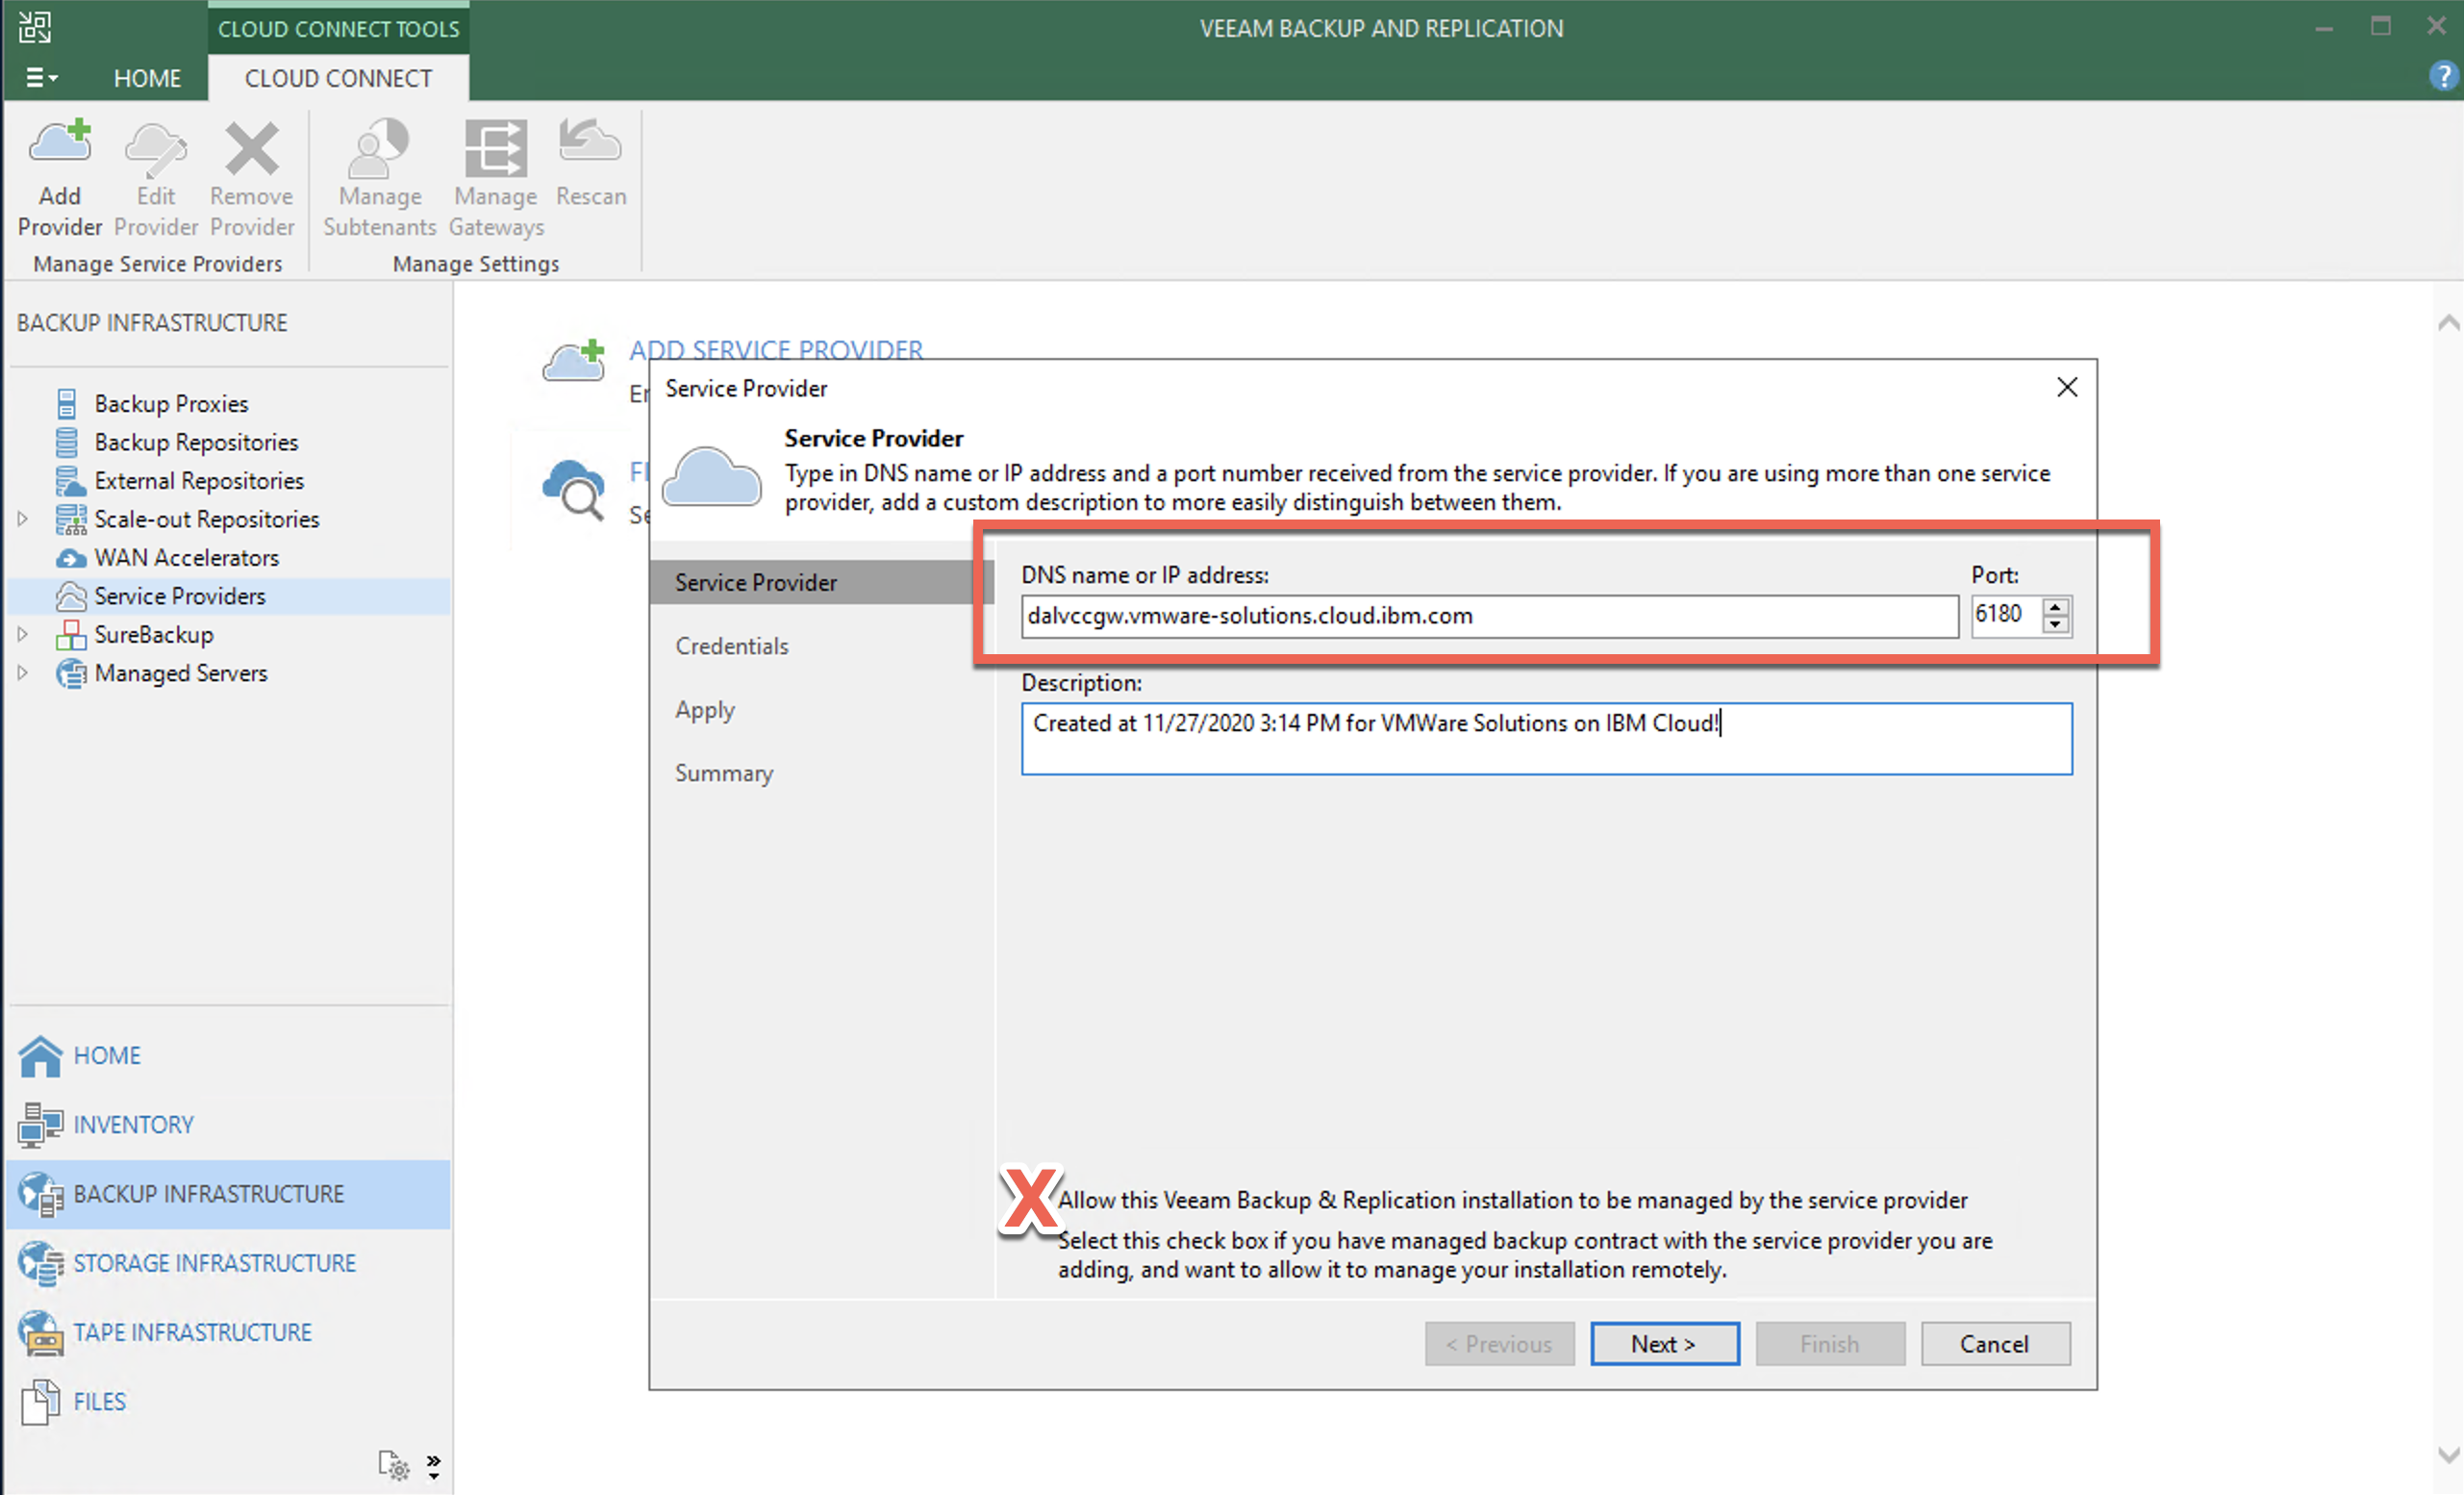 CLOUD CONNECT TOOLS
VEEAM BACKUP AND REPLICATION
HOME
CLOUD CONNECT
?
Add Provider
Edit Provider
Remove Provider
Manage Subtenants
Manage Gateways
Rescan
Manage Service Providers
Manage Settings
BACKUP INFRASTRUCTURE
Backup Proxies
Backup Repositories
External Repositories
Scale-out Repositories
WAN Accelerators
Service Providers
SureBackup
Managed Servers
HOME
INVENTORY
BACKUP INFRASTRUCTURE
STORAGE INFRASTRUCTURE
TAPE INFRASTRUCTURE
FILES
ADD SERVICE PROVIDER
Service Provider
Service Provider
Type in DNS name or IP address and a port number received from the service provider. If you are using more than one service
provider, add a custom description to more easily distinguish between them.
Service Provider
Credentials
Apply
Summary
DNS name or IP address:
Port:
dalvccgw.vmware-solutions.cloud.ibm.com
6180
Description:
Created at 11/27/2020 3:14 PM for VMWare Solutions on IBM Cloud!
X
Allow this Veeam Backup & Replication installation to be managed by the service provider
Select this check box if you have managed backup contract with the service provider you are
adding, and want to allow it to manage your installation remotely.
< Previous
Next >
Finish
Cancel